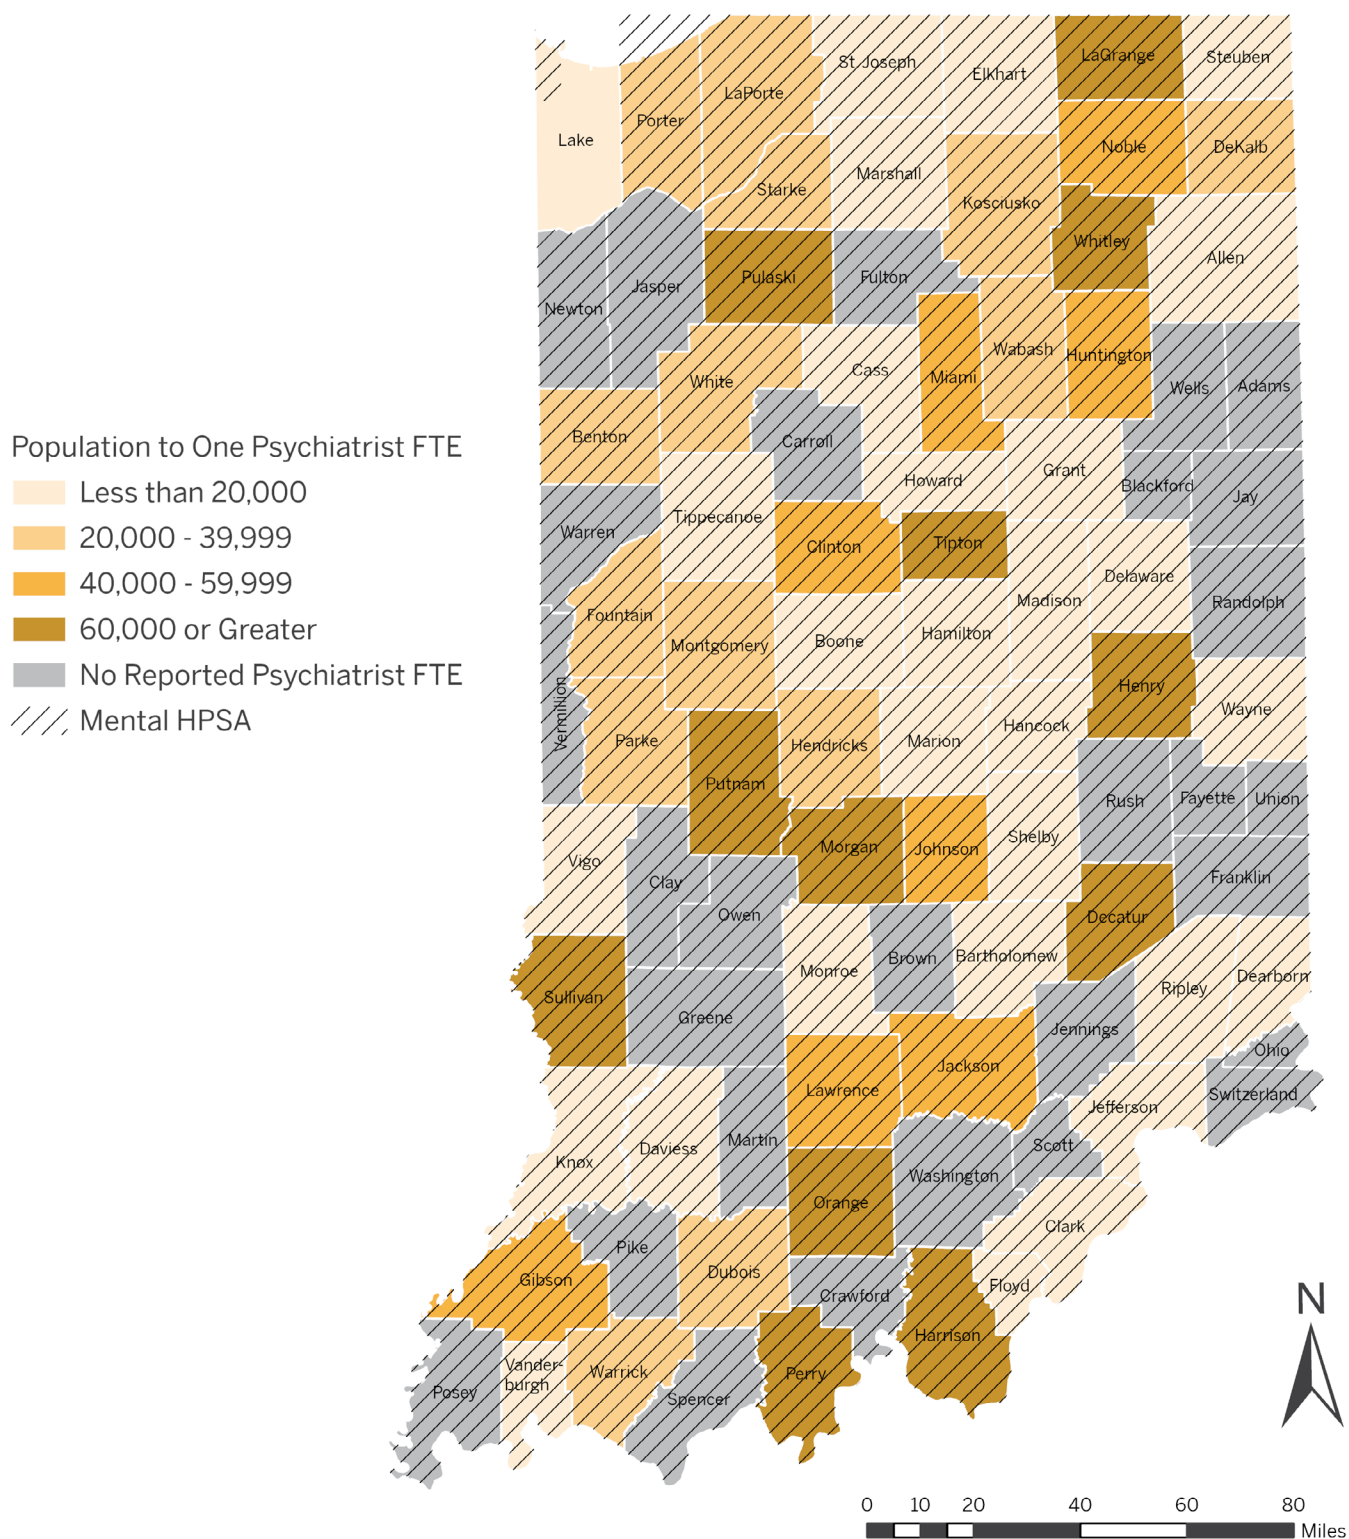 LaGrange
Steuben
St Joseph
Elkhart
LaPorte
Porter
Lake
Noble
DeKalb
Marshall
Starke
Kosciusko
Whitley
Allen
Pulaski
Fulton
Jasper
Newton
Wabash
Huntington
Miami
Cass
White
Wells
Adams
Benton
Carroll
Howard
Grant
Blackford
Jay
Tippecanoe
Warren
Clinton
Tipton
Delaware
Madison
Randolph
Fountain
Montgomery
Boone
Hamilton
Henry
Wayne
Vermillion
Parke
Hendricks
Marion
Hancock
Putnam
Rush
Fayette
Union
Morgan
Johnson
Shelby
Vigo
Clay
Franklin
Owen
Decatur
Monroe
Brown
Bartholomew
Ripley
Dearborn
Sullivan
Greene
Jennings
Ohio
Jackson
Lawrence
Jefferson
Switzerland
Martin
Daviess
Knox
Scott
Washington
Orange
Clark
Pike
Dubois
Gibson
Crawford
Floyd
Harrison
Perry
Warrick
Vander-
burgh
Posey
Spencer
Population to One Psychiatrist FTE
Less than 20,000
20,000 - 39,999
40,000 - 59,999
60,000 or Greater
No Reported Psychiatrist FTE
Mental HPSA
N
0 10 20 40 60 80
Miles